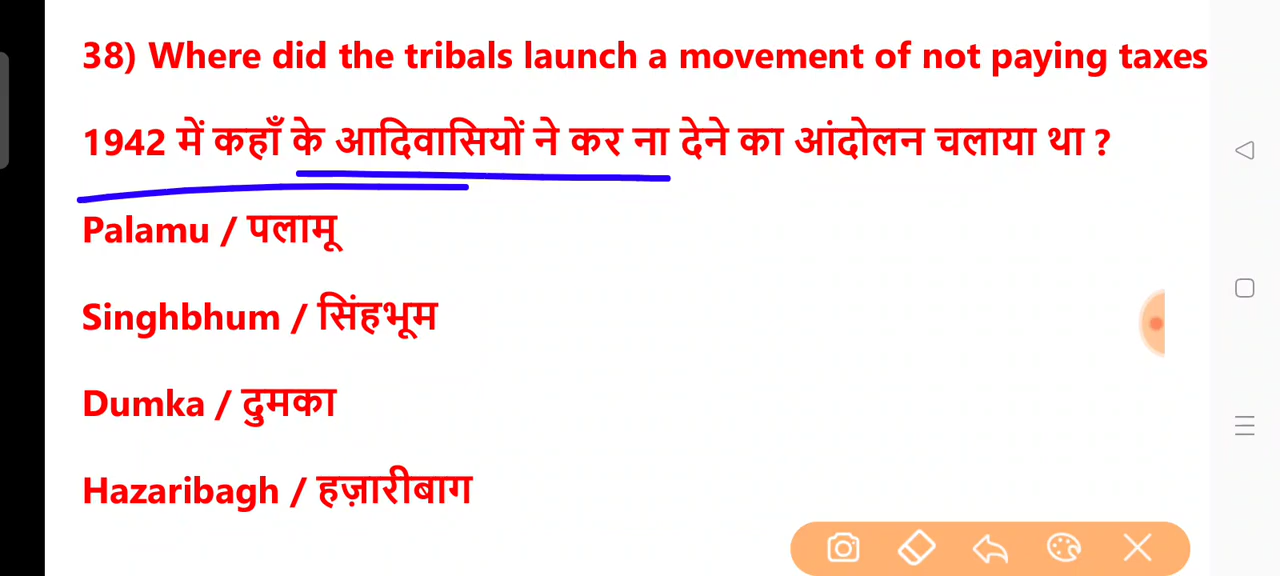 38) Where did the tribals launch a movement of not paying taxes
1942 में कहाँ के आदिवासियों ने कर ना देने का आंदोलन चलाया था ?
Palamu / पलामू
Singhbhum / सिंहभूम
Dumka / दुमका
Hazaribagh / हज़ारीबाग